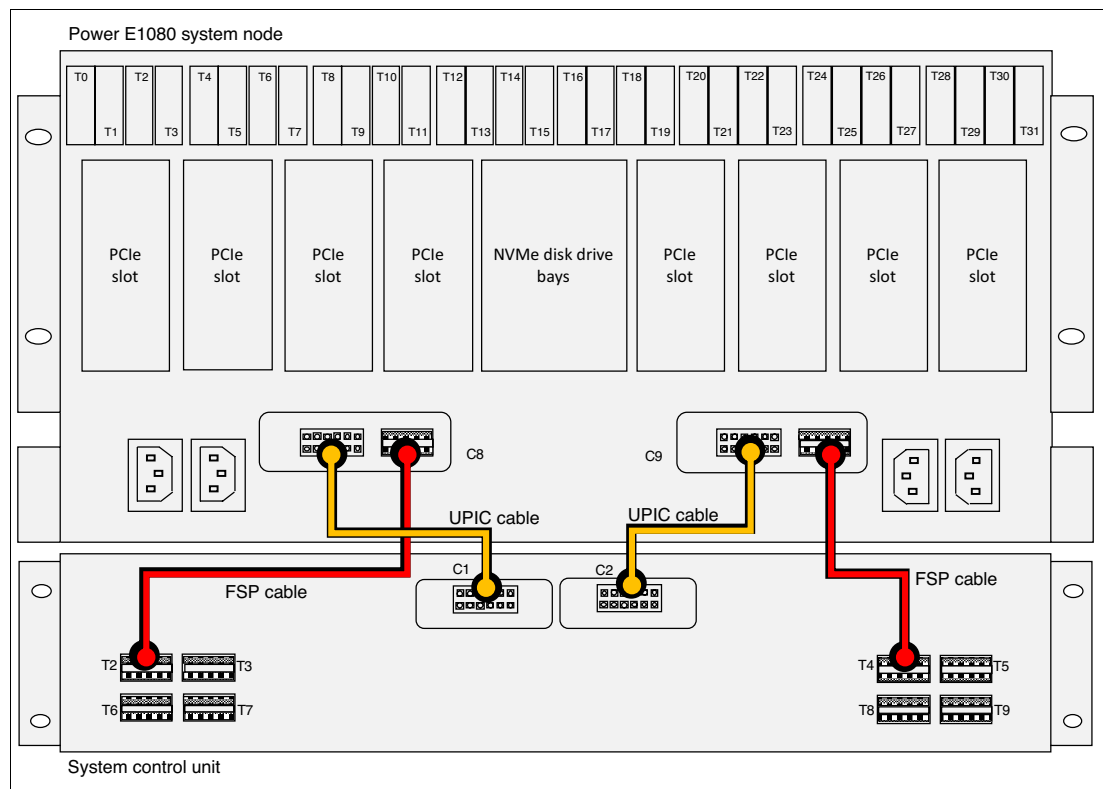 Power E1080 system node
T0 T2 T4 T6 T8 T10 T12 T14 T16 T18 T20 T22 T24 T26 T28 T30
T1 T3 T5 T7 T9 T11 T13 T15 T17 T19 T21 T23 T25 T27 T29 T31
PCIe PCIe PCIe PCIe NVMe disk drive PCIe PCIe PCIe PCIe
slot slot slot slot bays slot slot slot slot
C8 C9
UPIC cable UPIC cable
C1 C2
FSP cable FSP cable
T2 T3 T4 T5
T6 T7 T8 T9
System control unit